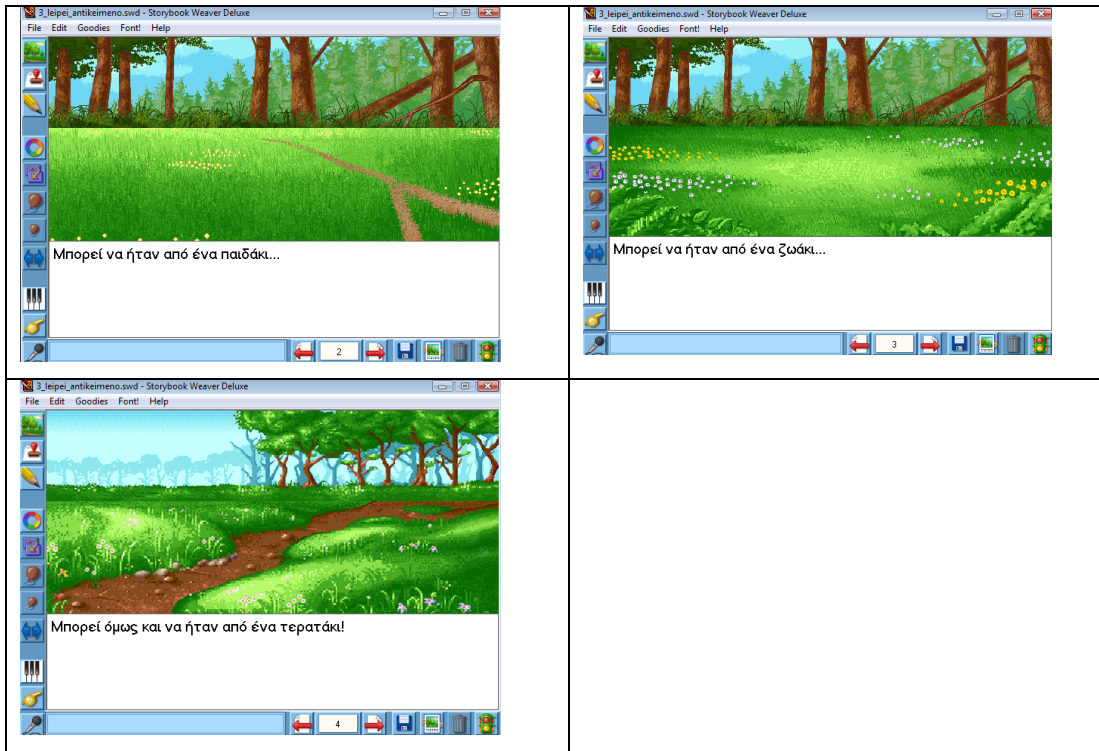 3_leipei_antikeimeno.swd - Storybook Weaver Deluxe
File Edit Goodies Font! Help
Μπορεί να ήταν από ένα παιδάκι...
2
3_leipei_antikeimeno.swd - Storybook Weaver Deluxe
File Edit Goodies Font! Help
Μπορεί να ήταν από ένα ζωάκι...
3
3_leipei_antikeimeno.swd - Storybook Weaver Deluxe
File Edit Goodies Font! Help
Μπορεί όμως και να ήταν από ένα τερατάκι!
4